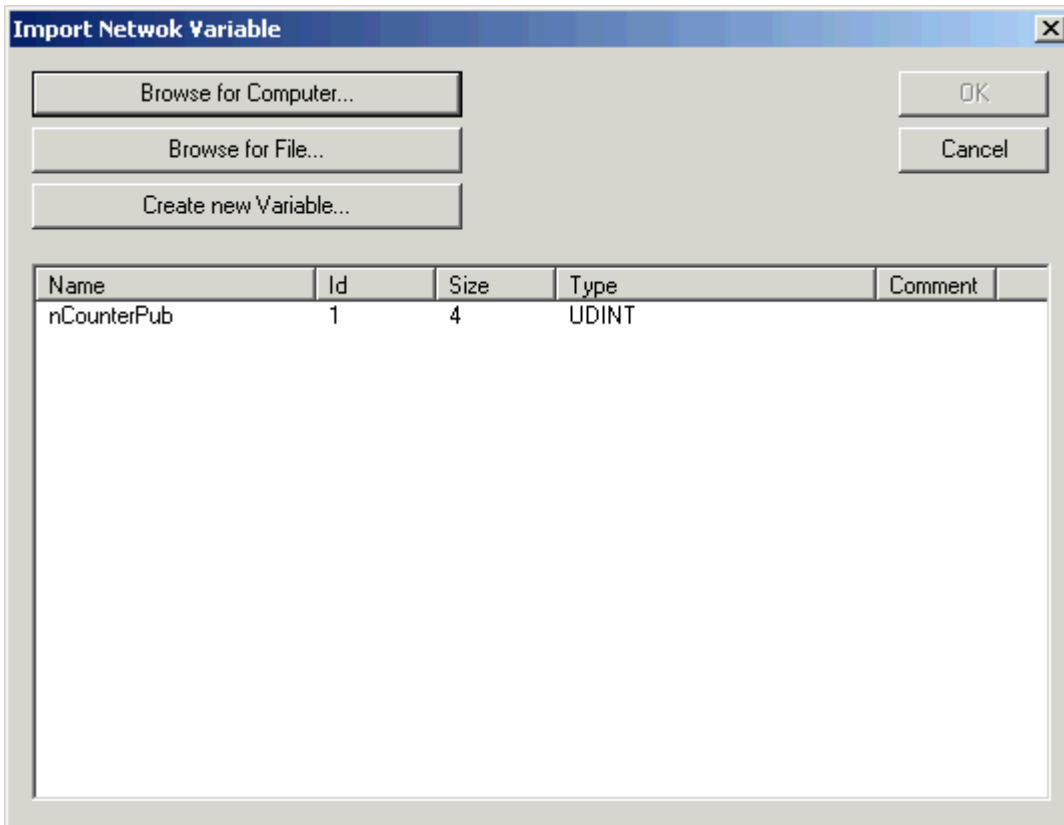 Import Netwok Variable
Browse for Computer...
OK
Browse for File...
Cancel
Create new Variable...
Name Id Size Type Comment
nCounterPub 1 4 UDINT